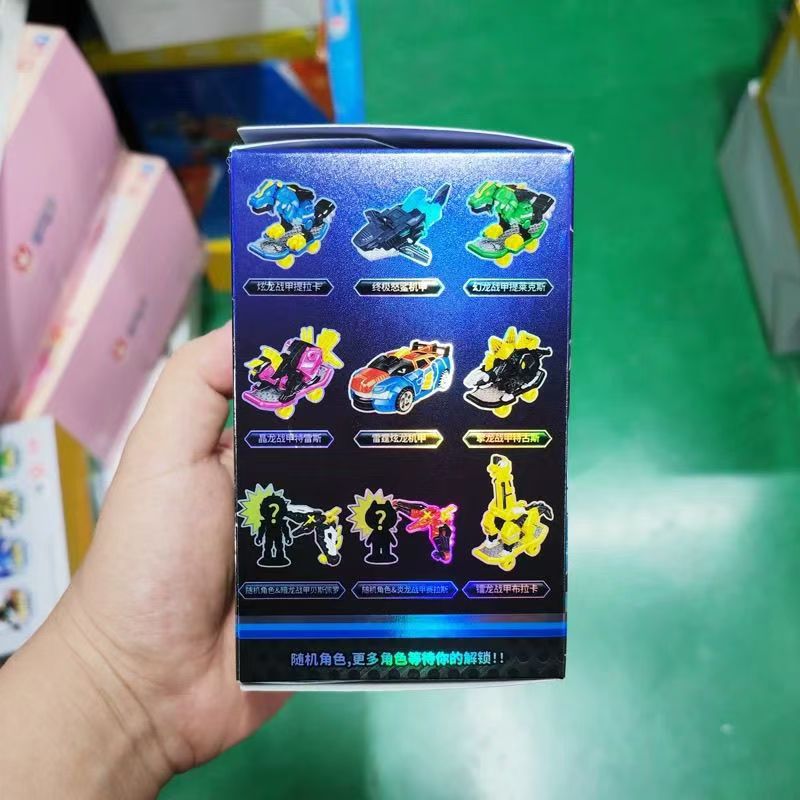 炫龙战甲提拉卡
终极怒鲨机甲
幻龙战甲提莱克斯
晶龙战甲特雷斯
雷霆炫龙机甲
擎龙战甲特古斯
随机角色&暗龙战甲贝斯佩罗
随机角色&炎龙战甲赛拉斯
镭龙战甲布拉卡
随机角色,更多角色等待你的解锁!!